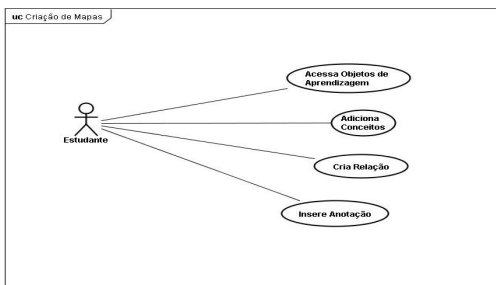 uc Criação de Mapas
Acessa Objetos de
Aprendizagem
Adiciona
Conceitos
Estudante
Cria Relação
Insere Anotação